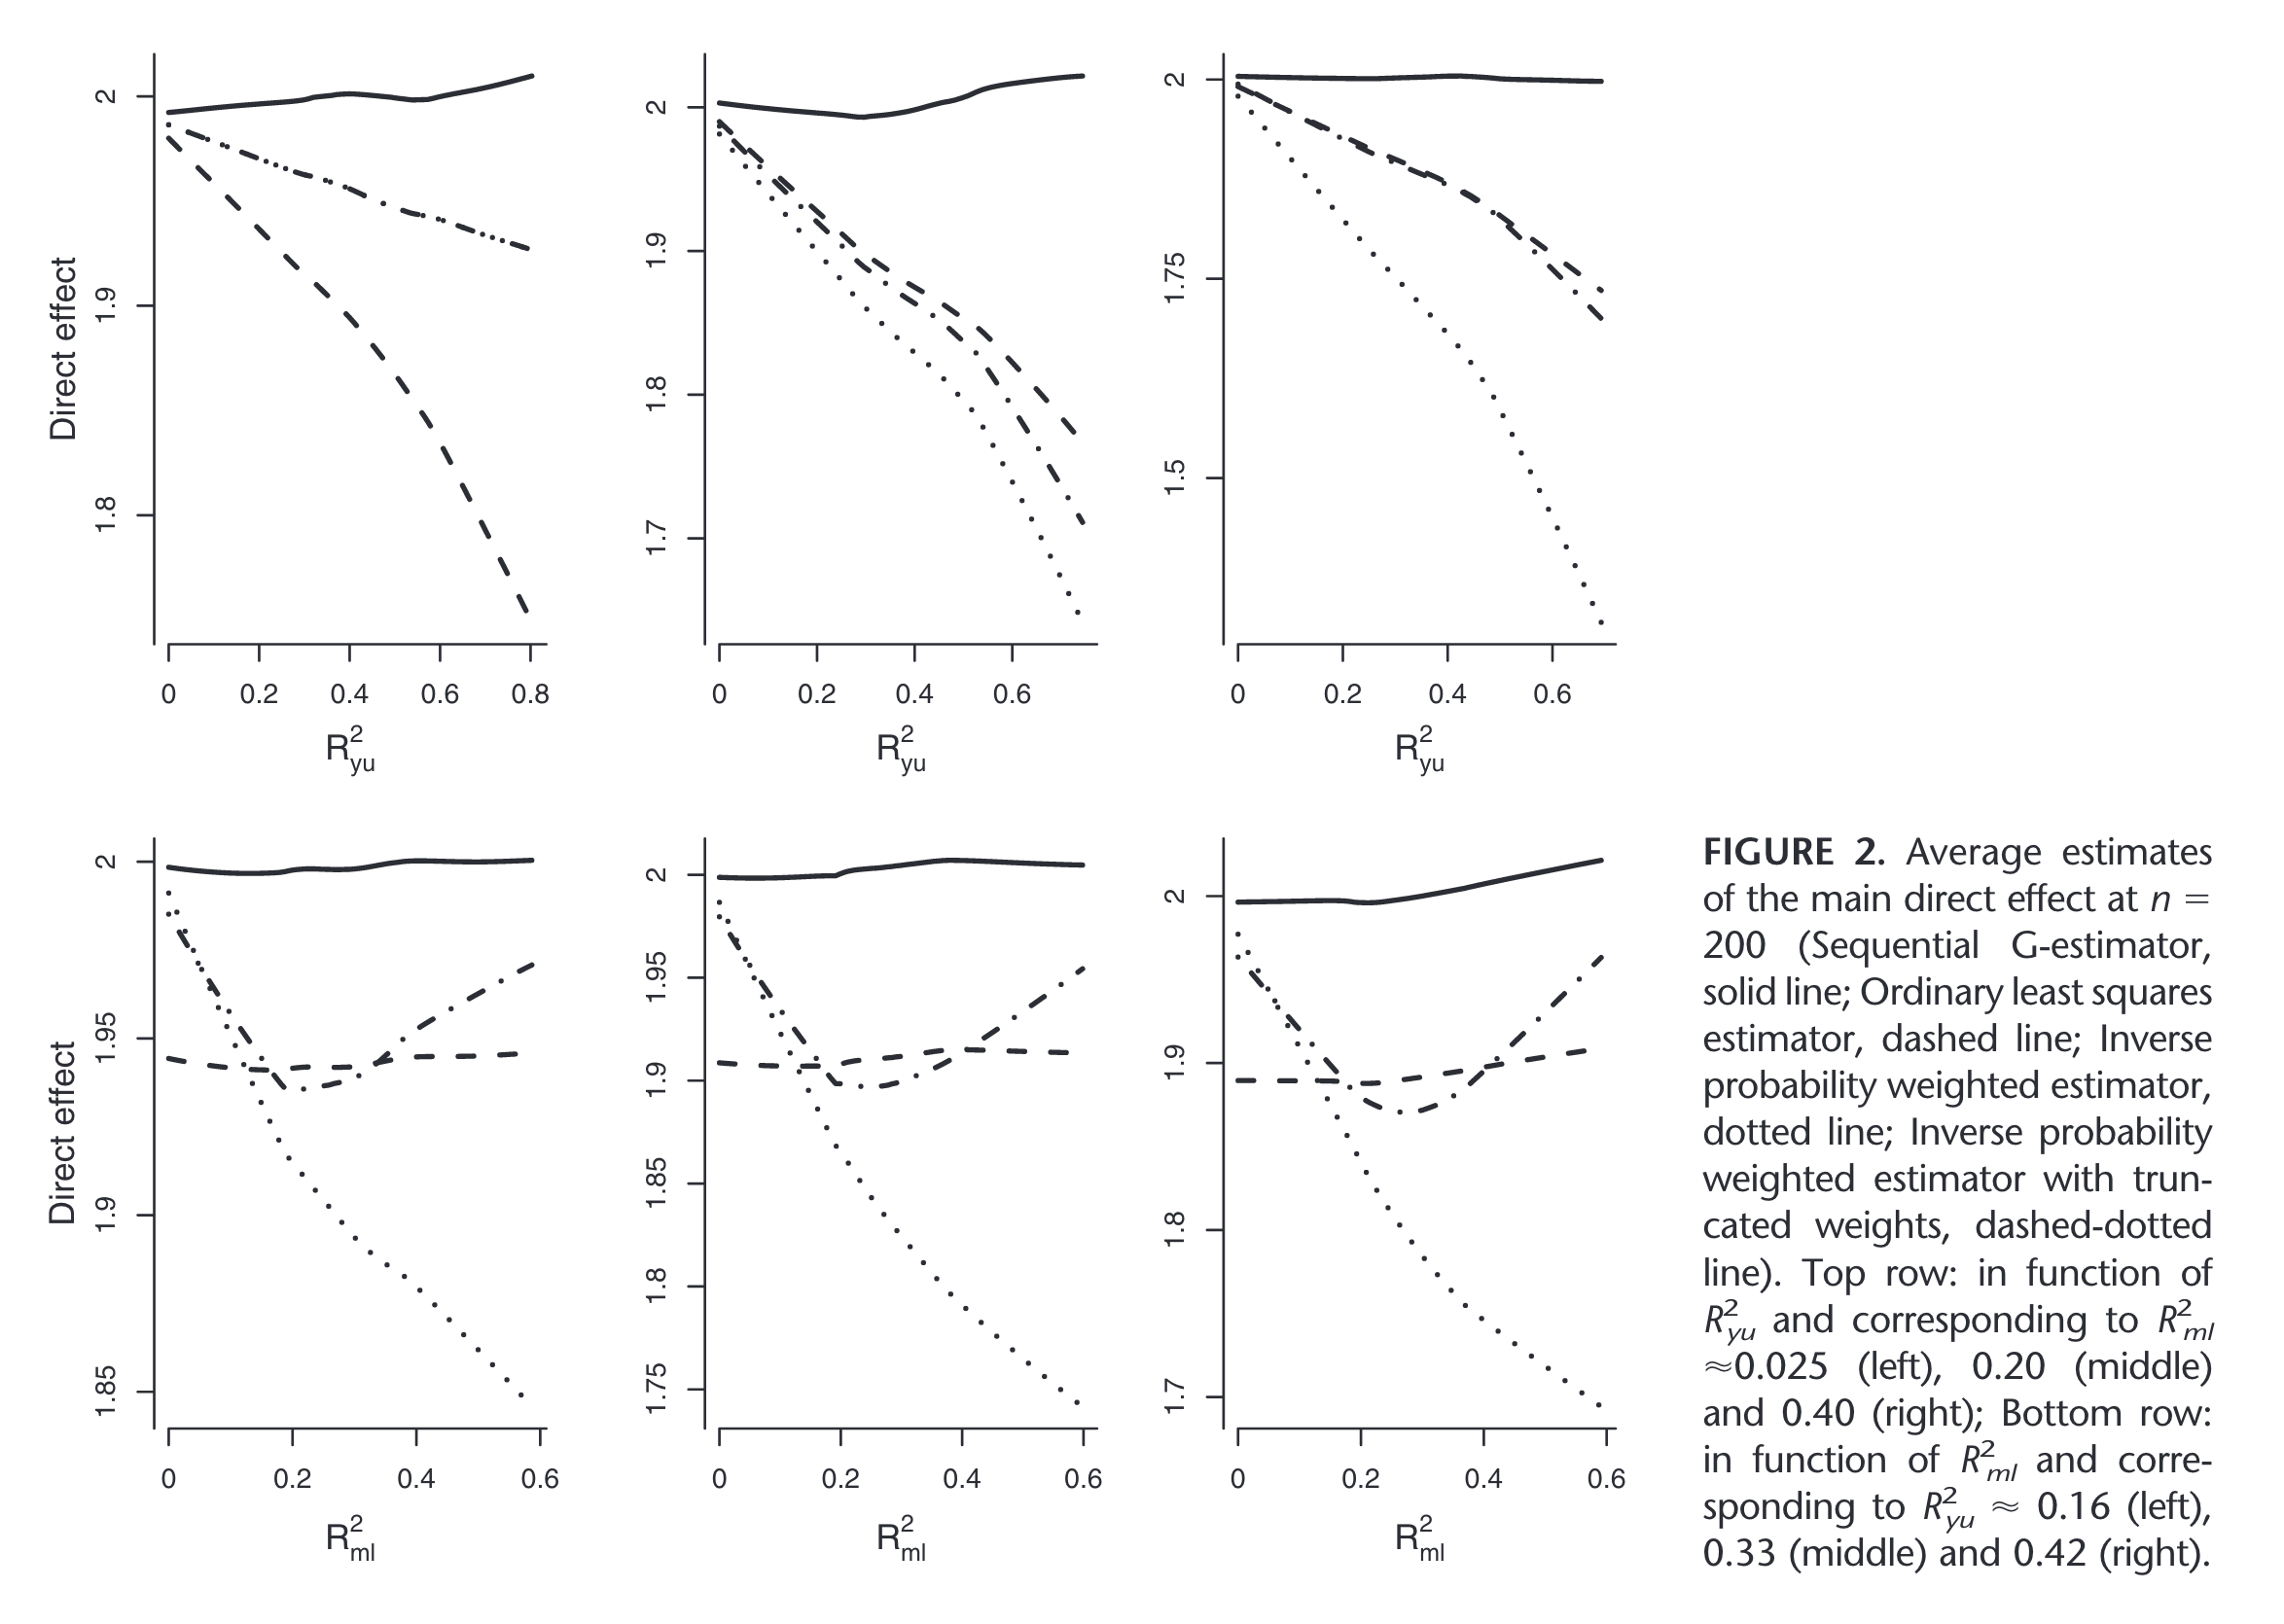 Direct effect
2
1.9
1.8
0 0.2 0.4 0.6 0.8
R²yu
2
1.9
1.8
1.7
0 0.2 0.4 0.6
R²yu
2
1.75
1.5
0 0.2 0.4 0.6
R²yu
Direct effect
2
1.95
1.9
1.85
0 0.2 0.4 0.6
R²ml
2
1.95
1.9
1.85
1.8
1.75
0 0.2 0.4 0.6
R²ml
2
1.9
1.8
1.7
0 0.2 0.4 0.6
R²ml
FIGURE 2. Average estimates
of the main direct effect at n =
200 (Sequential G-estimator,
solid line; Ordinary least squares
estimator, dashed line; Inverse
probability weighted estimator,
dotted line; Inverse probability
weighted estimator with trun-
cated weights, dashed-dotted
line). Top row: in function of
R²yu and corresponding to R²ml
≈0.025 (left), 0.20 (middle)
and 0.40 (right); Bottom row:
in function of R²ml and corre-
sponding to R²yu ≈ 0.16 (left),
0.33 (middle) and 0.42 (right).